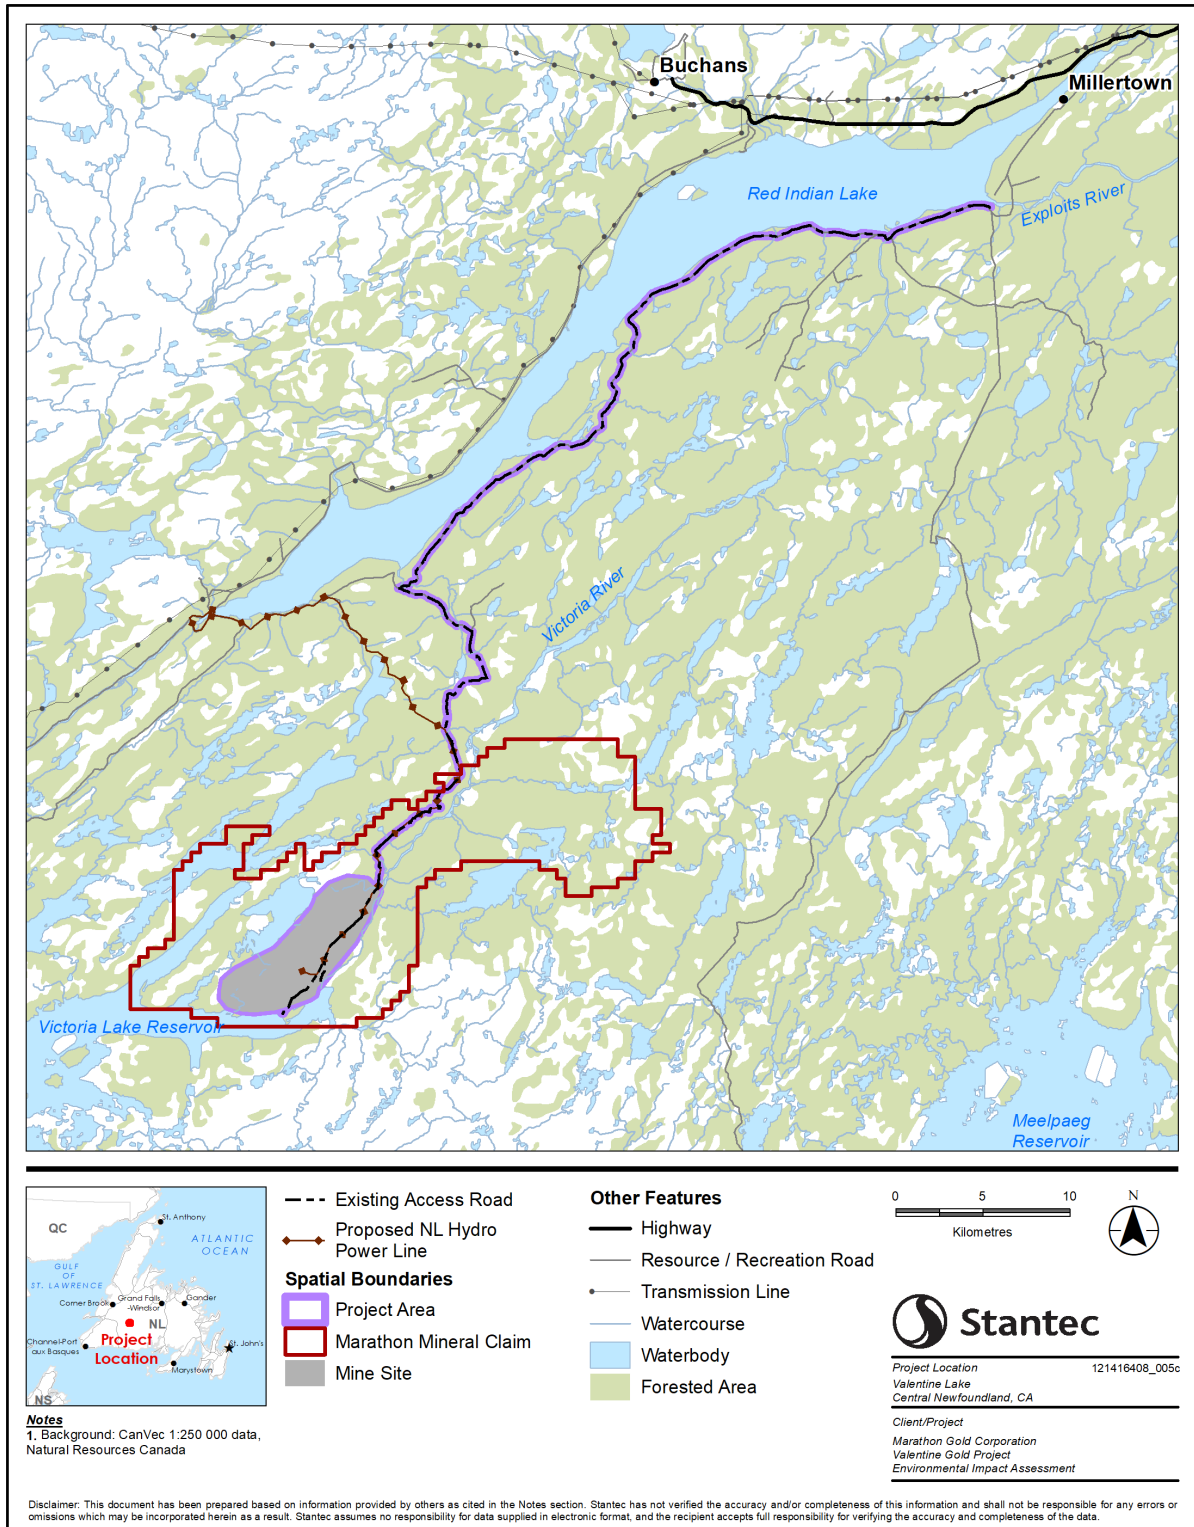 Buchans
Millertown
Red Indian Lake
Exploits River
Victoria River
Victoria Lake Reservoir
Meelpaeg
Reservoir
QC
St. Anthony
ATLANTIC
OCEAN
GULF
OF
ST. LAWRENCE
Corner Brook
Grand Falls
-Windsor
Gander
NL
Project
Location
Channel-Port
aux Basques
St. John's
Marystown
NS
Notes
1. Background: CanVec 1:250 000 data,
Natural Resources Canada
Existing Access Road
Proposed NL Hydro
Power Line
Spatial Boundaries
Project Area
Marathon Mineral Claim
Mine Site
Other Features
Highway
Resource / Recreation Road
Transmission Line
Watercourse
Waterbody
Forested Area
0 5 10
Kilometres
N
Stantec
Project Location 121416408_005c
Valentine Lake
Central Newfoundland, CA
Client/Project
Marathon Gold Corporation
Valentine Gold Project
Environmental Impact Assessment
Disclaimer: This document has been prepared based on information provided by others as cited in the Notes section. Stantec has not verified the accuracy and/or completeness of this information and shall not be responsible for any errors or
omissions which may be incorporated herein as a result. Stantec assumes no responsibility for data supplied in electronic format, and the recipient accepts full responsibility for verifying the accuracy and completeness of the data.